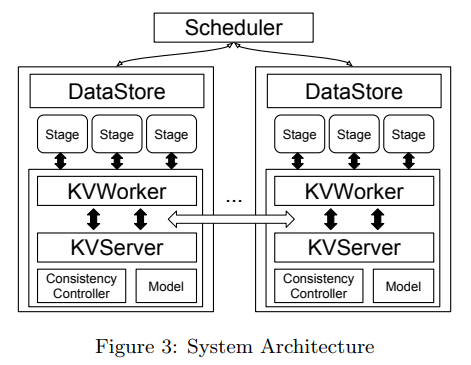 Scheduler
DataStore
Stage Stage Stage
KVWorker
KVServer
Consistency
Controller
Model
...
DataStore
Stage Stage Stage
KVWorker
KVServer
Consistency
Controller
Model
Figure 3: System Architecture